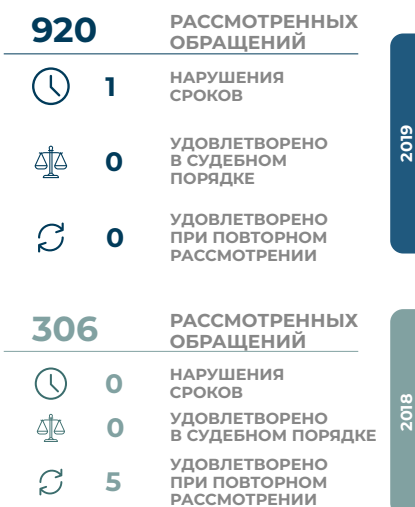 920 РАССМОТРЕННЫХ
ОБРАЩЕНИЙ
1 НАРУШЕНИЯ
СРОКОВ
0 УДОВЛЕТВОРЕНО
В СУДЕБНОМ
ПОРЯДКЕ
0 УДОВЛЕТВОРЕНО
ПРИ ПОВТОРНОМ
РАССМОТРЕНИИ
2019
306 РАССМОТРЕННЫХ
ОБРАЩЕНИЙ
0 НАРУШЕНИЯ
СРОКОВ
0 УДОВЛЕТВОРЕНО
В СУДЕБНОМ ПОРЯДКЕ
5 УДОВЛЕТВОРЕНО
ПРИ ПОВТОРНОМ
РАССМОТРЕНИИ
2018